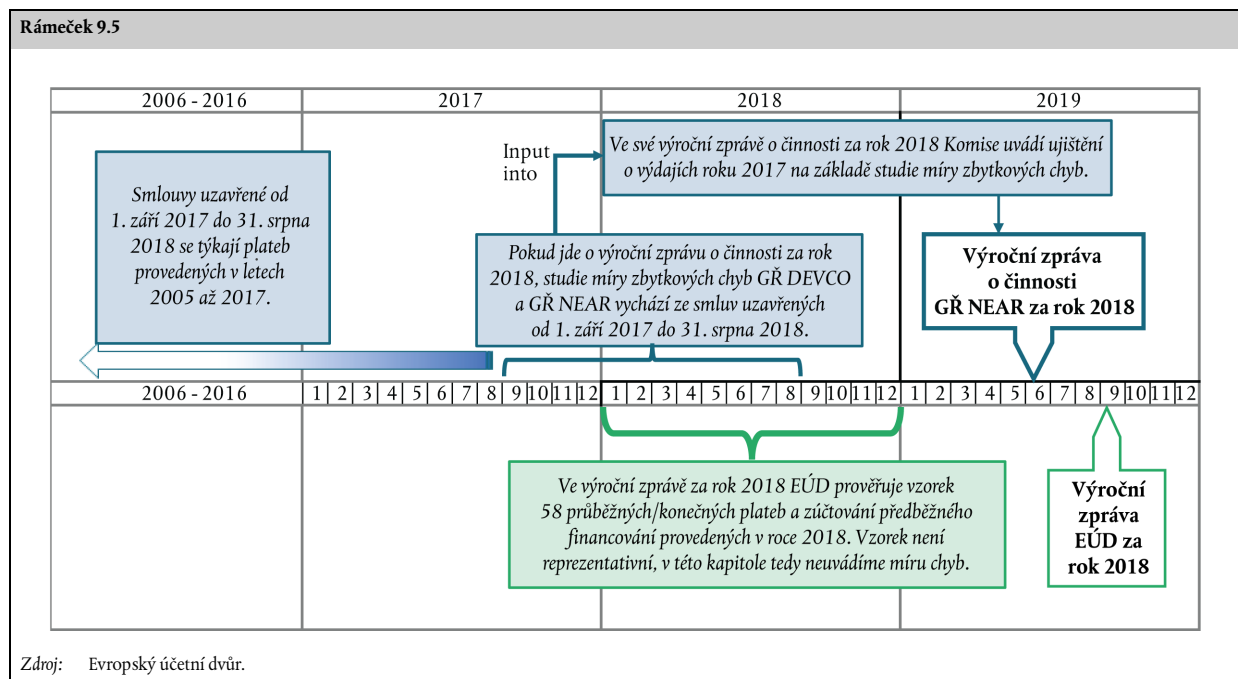 Rámeček 9.5
2006 - 2016 2017 2018 2019
Smlouvy uzavřené od
1. září 2017 do 31. srpna
2018 se týkají plateb
provedených v letech
2005 až 2017.
Input
into
Ve své výroční zprávě o činnosti za rok 2018 Komise uvádí ujištění
o výdajích roku 2017 na základě studie míry zbytkových chyb.
Pokud jde o výroční zprávu o činnosti za rok
2018, studie míry zbytkových chyb GŘ DEVCO
a GŘ NEAR vychází ze smluv uzavřených
od 1. září 2017 do 31. srpna 2018.
Výroční zpráva
o činnosti
GŘ NEAR za rok 2018
2006 - 2016 1 2 3 4 5 6 7 8 9 10 11 12 1 2 3 4 5 6 7 8 9 10 11 12 1 2 3 4 5 6 7 8 9 10 11 12
Ve výroční zprávě za rok 2018 EÚD prověřuje vzorek
58 průběžných/konečných plateb a zúčtování předběžného
financování provedených v roce 2018. Vzorek není
reprezentativní, v této kapitole tedy neuvádíme míru chyb.
Výroční
zpráva
EÚD za
rok 2018
Zdroj: Evropský účetní dvůr.